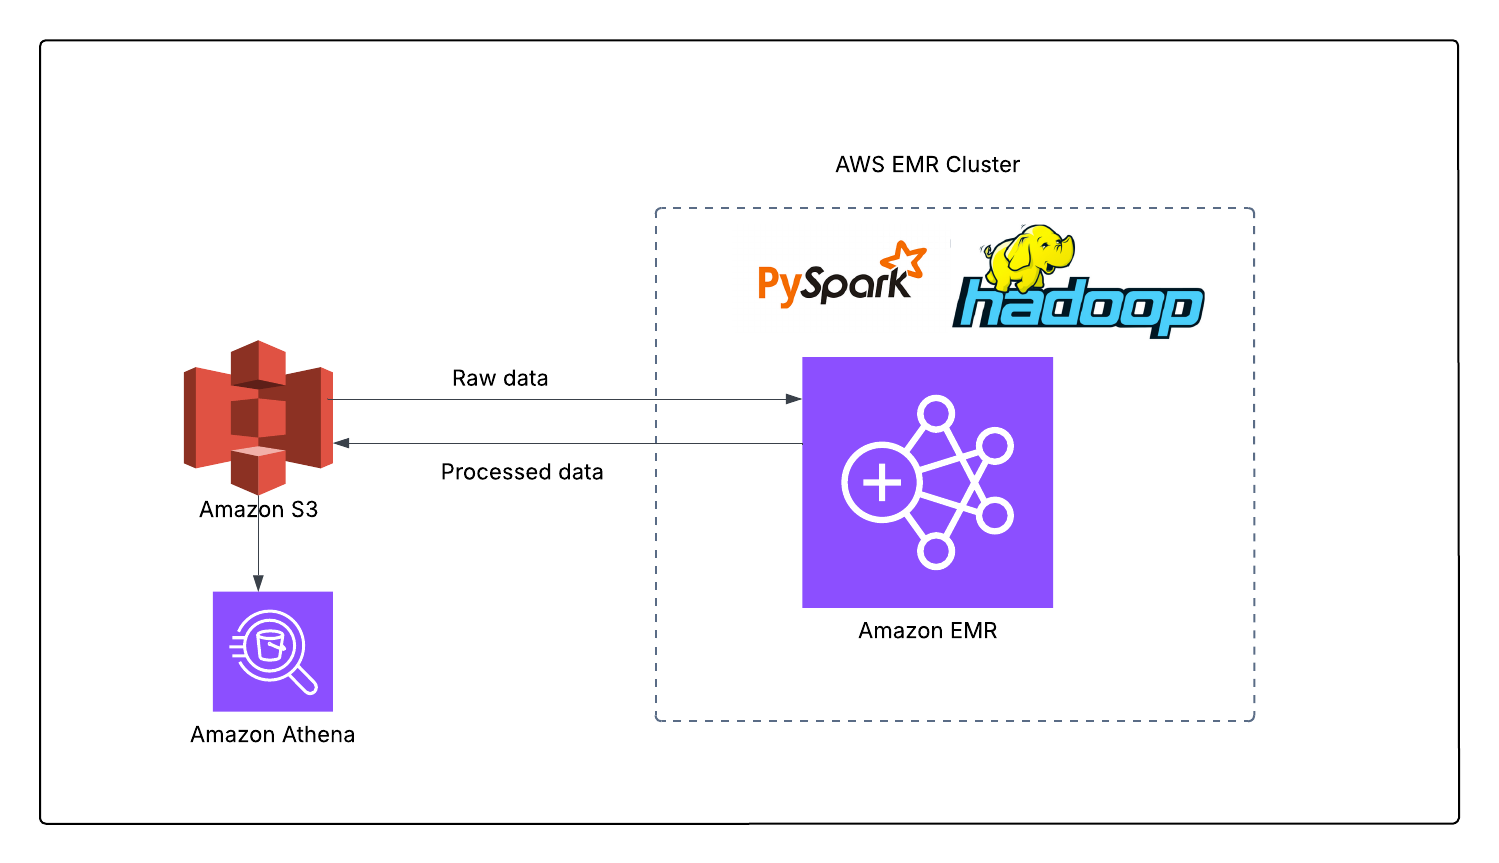 AWS EMR Cluster
PySpark
hadoop
Raw data
Processed data
Amazon S3
Amazon EMR
Amazon Athena